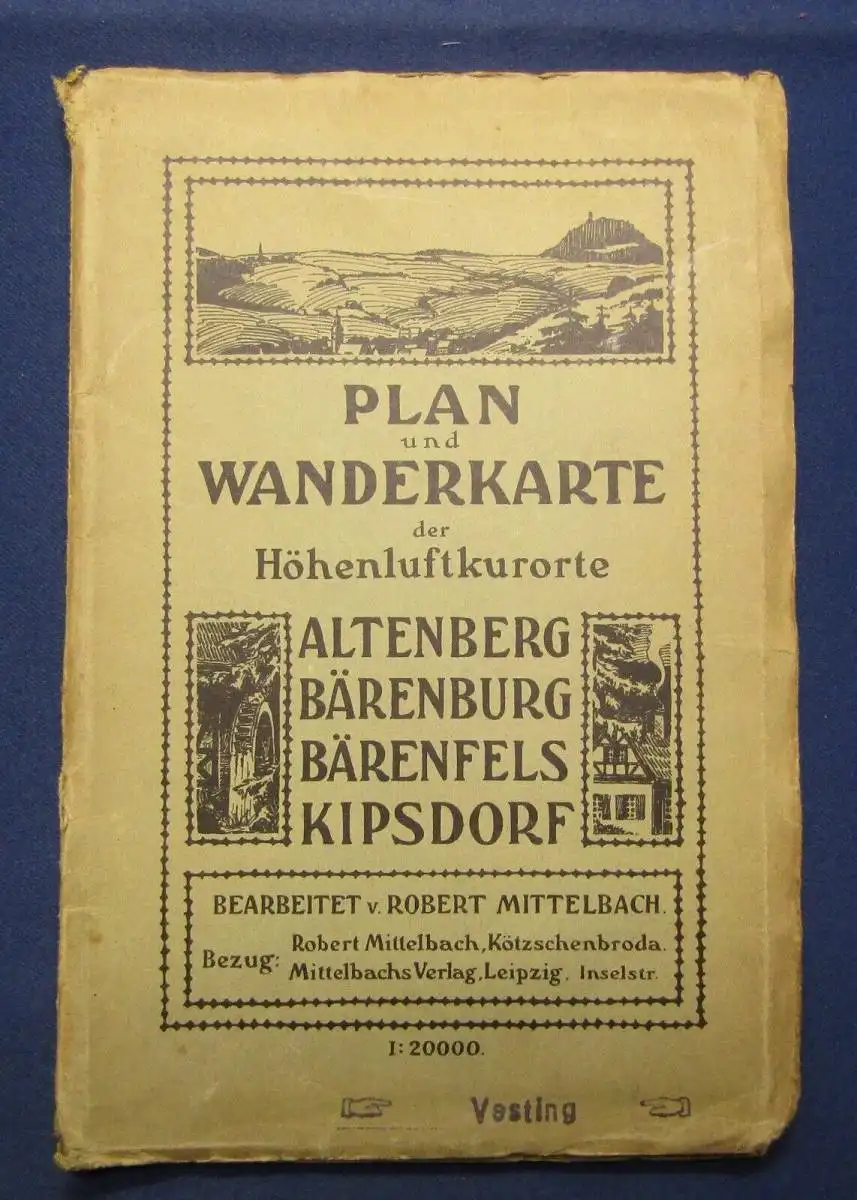 PLAN
und
WANDERKARTE
der
Höhenluftkurorte
ALTENBERG
BÄRENBURG
BÄRENFELS
KIPSDORF
BEARBEITET v. ROBERT MITTELBACH.
Bezug: Robert Mittelbach, Kötzschenbroda.
Mittelbachs Verlag, Leipzig, Inselstr.
1:20000.
Vesting